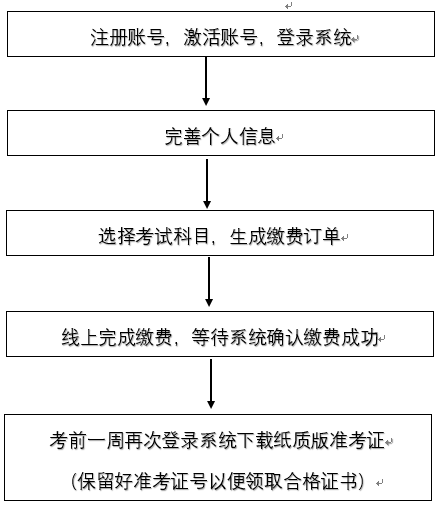 注册账号，激活账号，登录系统
完善个人信息
选择考试科目，生成缴费订单
线上完成缴费，等待系统确认缴费成功
考前一周再次登录系统下载纸质版准考证
（保留好准考证号以便领取合格证书）